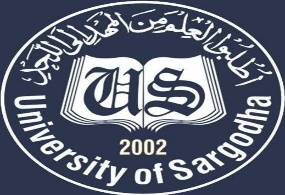 اطلبوا العلم من المهد الى اللحد
US
2002
University of Sargodha